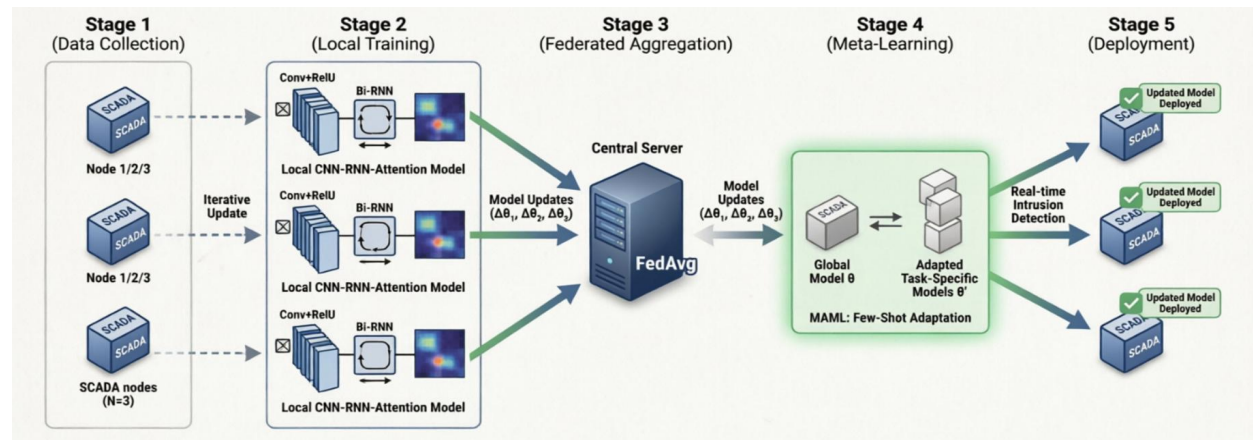 Stage 1
(Data Collection)
SCADA
SCADA
Node 1/2/3
SCADA
SCADA
Node 1/2/3
SCADA
SCADA
SCADA nodes
(N=3)
Iterative
Update
Stage 2
(Local Training)
Conv+RelU
Bi-RNN
Local CNN-RNN-Attention Model
Conv+RelU
Bi-RNN
Local CNN-RNN-Attention Model
Conv+RelU
Bi-RNN
Local CNN-RNN-Attention Model
Model Updates
(Δθ₁, Δθ₂, Δθ₃)
Stage 3
(Federated Aggregation)
Central Server
FedAvg
Model
Updates
(Δθ₁, Δθ₂, Δθ₃)
Stage 4
(Meta-Learning)
SCADA
Global
Model θ
Adapted
Task-Specific
Models θ'
MAML: Few-Shot Adaptation
Real-time
Intrusion
Detection
Stage 5
(Deployment)
Updated Model
Deployed
SCADA
SCADA
Updated Model
Deployed
SCADA
SCADA
Updated Model
Deployed
SCADA
SCADA